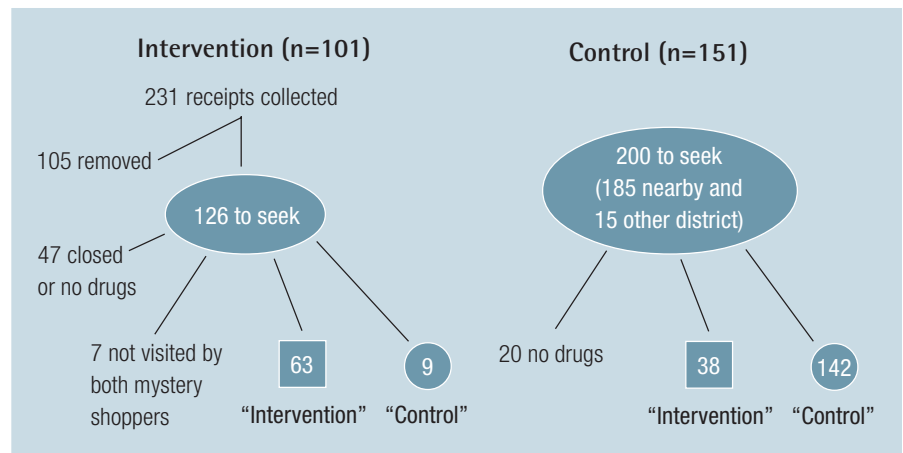 Intervention (n=101)
231 receipts collected
105 removed
126 to seek
47 closed
or no drugs
7 not visited by
both mystery
shoppers
63
"Intervention"
9
"Control"
Control (n=151)
200 to seek
(185 nearby and
15 other district)
20 no drugs
38
"Intervention"
142
"Control"